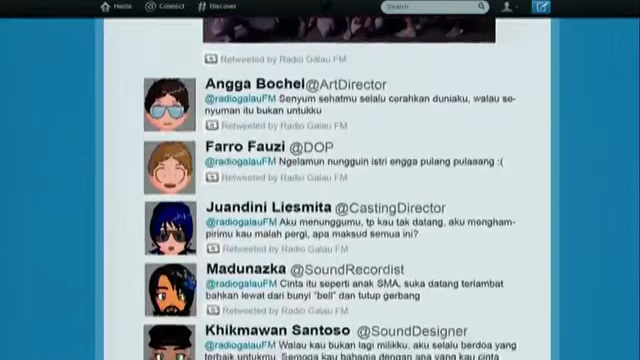 Home Connect Discover Search
Retweeted by Radio Galau FM
Angga Bochel@ArtDirector
@radiogalauFM Senyum sehatmu selalu cerahkan duniaku, walau se-
nyuman itu bukan untukku
Retweeted by Radio Galau FM
Farro Fauzi @DOP
@radiogalauFM Ngelamun nungguin istri engga pulang pulaaang :(
Retweeted by Radio Galau FM
Juandini Liesmita @CastingDirector
@radiogalauFM Aku menunggumu, tp kau tak datang, aku mengham-
pirimu kau malah pergi, apa maksud semua ini?
Retweeted by Radio Galau FM
Madunazka @SoundRecordist
@radiogalauFM Cinta itu seperti anak SMA, suka datang terlambat
bahkan lewat dari bunyi "bell" dan tutup gerbang
Retweeted by Radio Galau FM
Khikmawan Santoso @SoundDesigner
@radiogalauFM Walau kau bukan lagi milikku, aku selalu berdoa yang
terbaik untukmu. Semoga kau bahagia dengan apa yang kau cinta